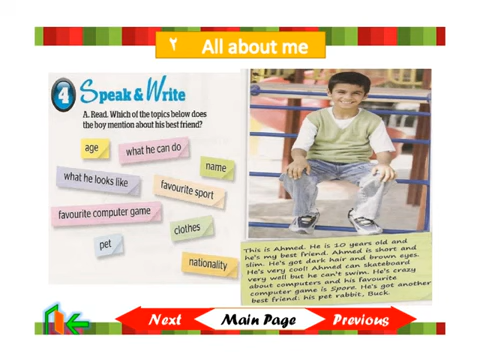 ٢ All about me
4 Speak & Write
A. Read. Which of the topics below does
the boy mention about his best friend?
age
what he can do
name
what he looks like
favourite sport
favourite computer game
clothes
pet
nationality
This is Ahmed. He is 10 years old and
he's my best friend. Ahmed is short and
slim. He's got dark hair and brown eyes.
He's very cool! Ahmed can skateboard
very well but he can't swim. He's crazy
about computers and his favourite
computer game is Spore. He's got another
best friend: his pet rabbit, Buck.
Next
Main Page
Previous